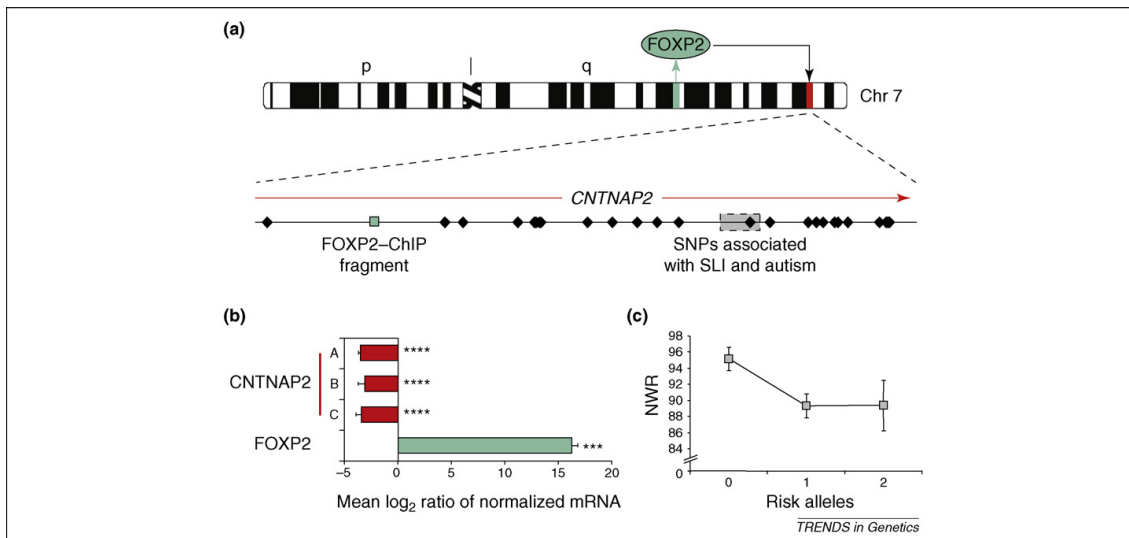 (a)
FOXP2
p
q
Chr 7
CNTNAP2
FOXP2–ChIP
fragment
SNPs associated
with SLI and autism
(b)
CNTNAP2
A
****
B
****
C
****
FOXP2
***
–5
0
5
10
15
20
Mean log2 ratio of normalized mRNA
(c)
NWR
98
96
94
92
90
88
86
84
0
0
1
2
Risk alleles
TRENDS in Genetics